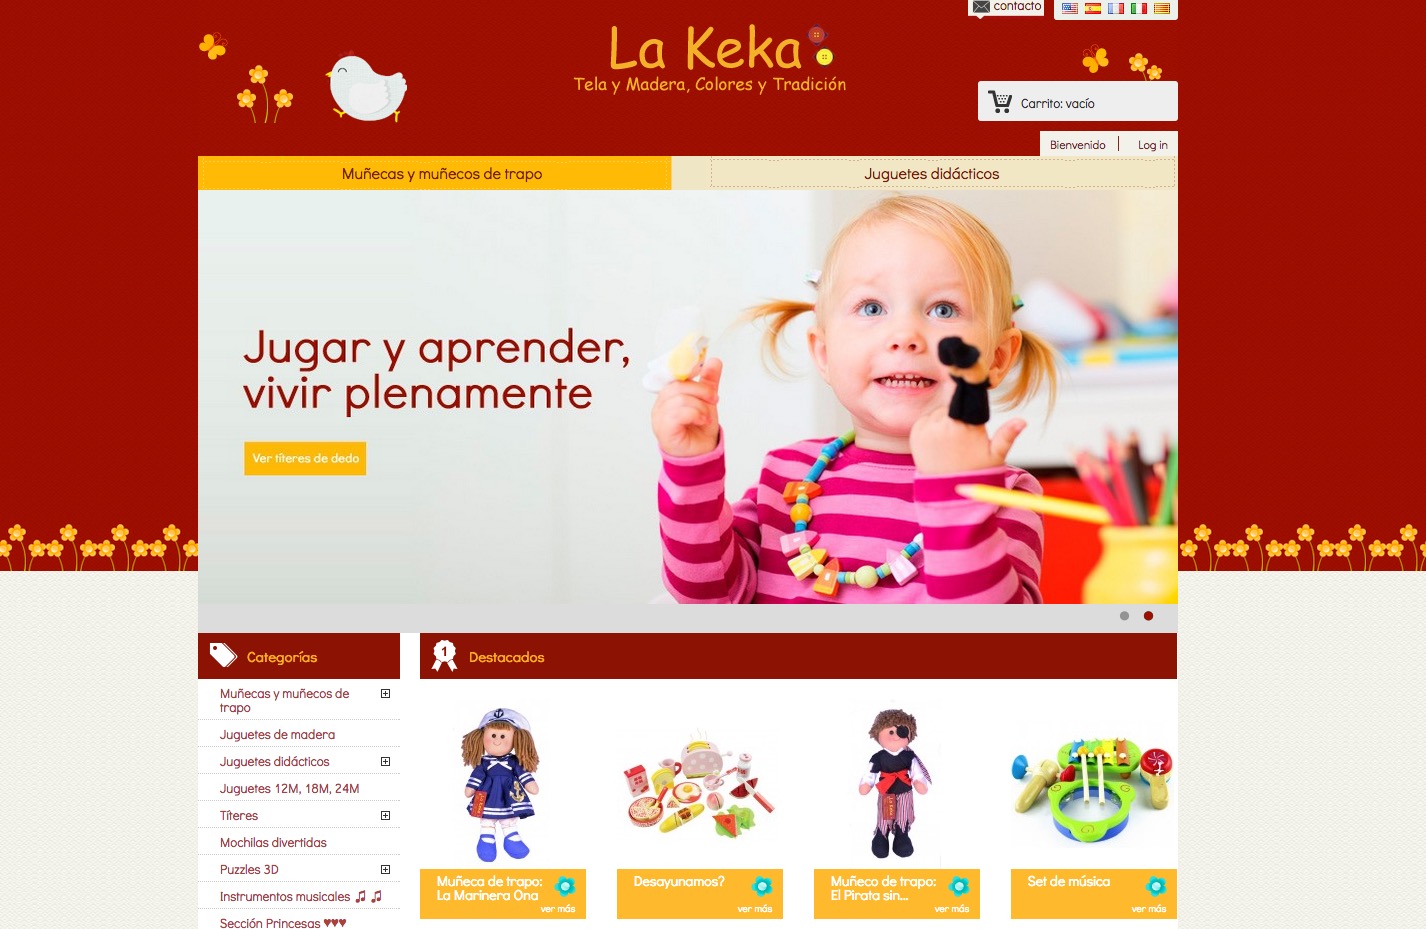 contacto
La Keka
Tela y Madera, Colores y Tradición
Carrito: vacío
Bienvenido
Log in
Muñecas y muñecos de trapo
Juguetes didácticos
Jugar y aprender,
vivir plenamente
Ver títeres de dedo
Categorías
1
Destacados
Muñecas y muñecos de
trapo
Juguetes de madera
Juguetes didácticos
Juguetes 12M, 18M, 24M
Títeres
Mochilas divertidas
Puzzles 3D
Instrumentos musicales ♫ ♫
Sección Princesas ♥♥♥
Muñeca de trapo:
La Marinera Ona
ver más
Desayunamos?
ver más
Muñeco de trapo:
El Pirata sin...
ver más
Set de música
ver más